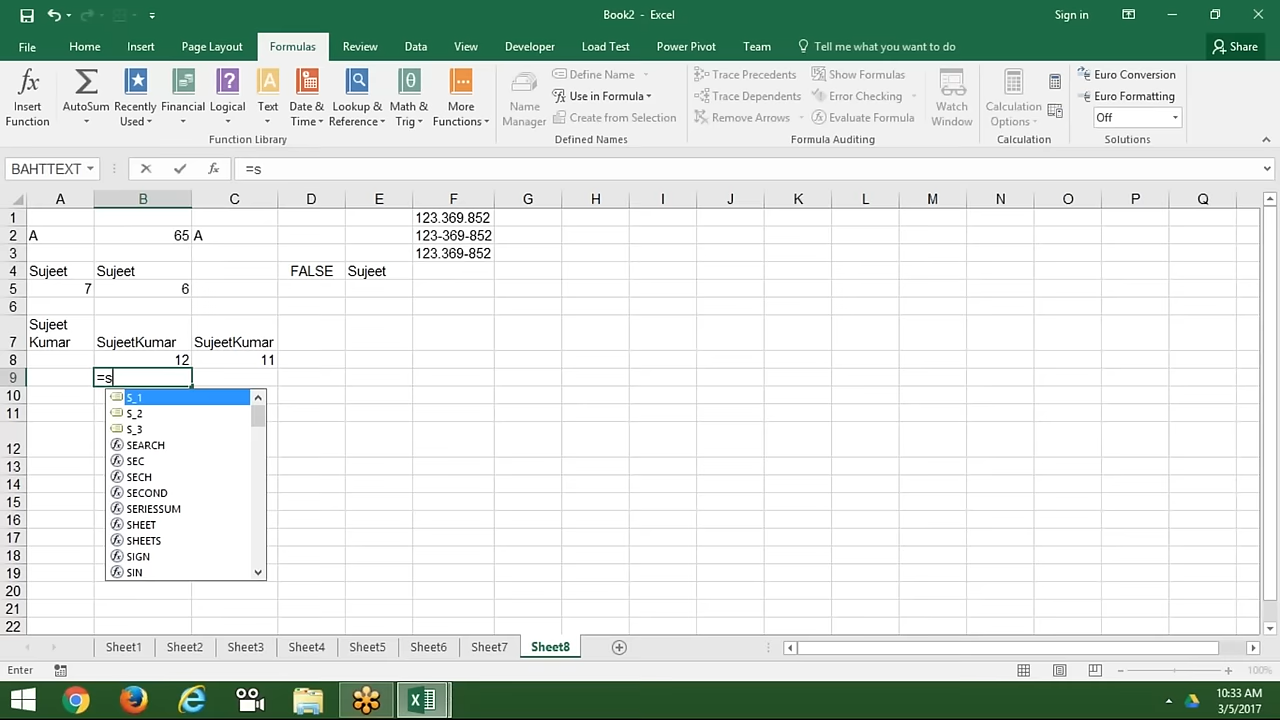 Book2 - Excel
Sign in
File Home Insert Page Layout Formulas Review Data View Developer Load Test Power Pivot Team Tell me what you want to do Share
Insert Function
AutoSum
Recently Used
Financial
Logical
Text
Date & Time
Lookup & Reference
Math & Trig
More Functions
Function Library
Name Manager
Define Name
Use in Formula
Create from Selection
Defined Names
Trace Precedents
Trace Dependents
Remove Arrows
Show Formulas
Error Checking
Evaluate Formula
Formula Auditing
Watch Window
Calculation Options
Calculation
Euro Conversion
Euro Formatting
Off
Solutions
BAHTTEXT fx =s
A B C D E F G H I J K L M N O P Q
1 123.369.852
2 A 65 A 123-369-852
3 123.369-852
4 Sujeet Sujeet FALSE Sujeet
5 7 6
6
Sujeet
7 Kumar SujeetKumar SujeetKumar
8 12 11
9 =s
10 S_1
S_2
11 S_3
SEARCH
12 SEC
13 SECH
14 SECOND
15 SERIESSUM
16 SHEET
17 SHEETS
18 SIGN
19 SIN
20
21
22
Sheet1 Sheet2 Sheet3 Sheet4 Sheet5 Sheet6 Sheet7 Sheet8
Enter 100%
10:33 AM
3/5/2017